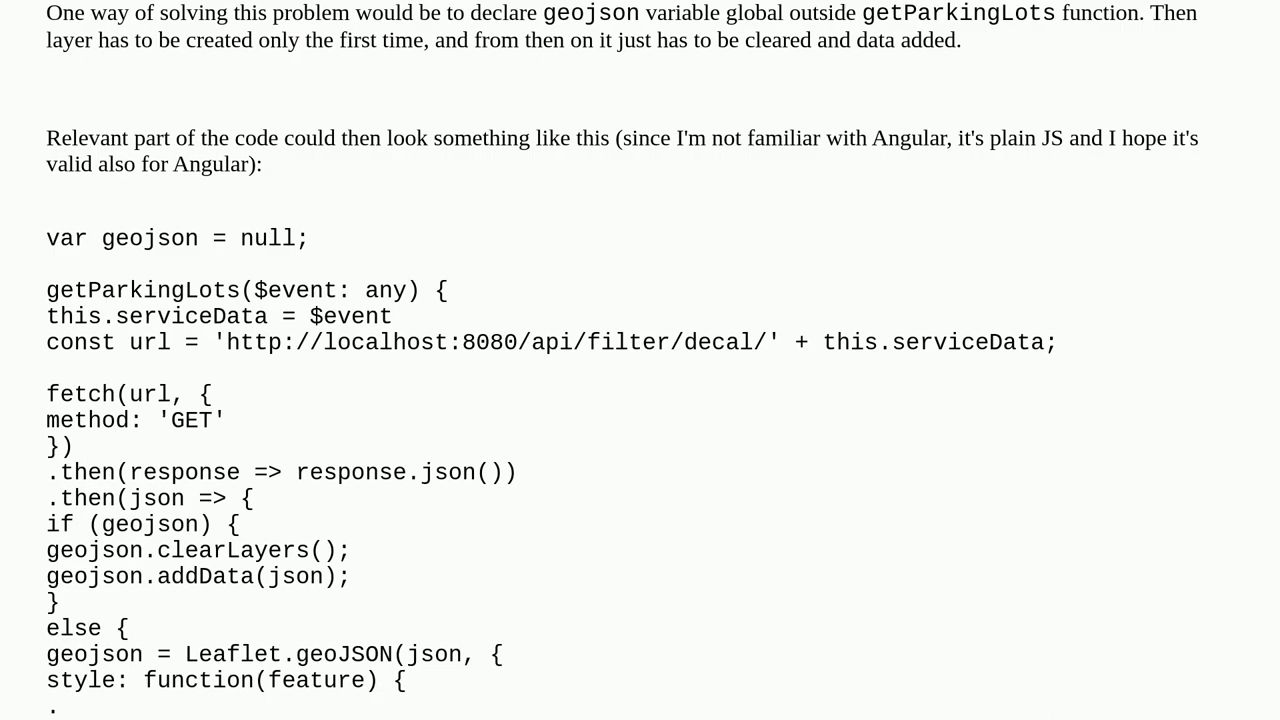 One way of solving this problem would be to declare geojson variable global outside getParkingLots function. Then
layer has to be created only the first time, and from then on it just has to be cleared and data added.
Relevant part of the code could then look something like this (since I'm not familiar with Angular, it's plain JS and I hope it's
valid also for Angular):
var geojson = null;
getParkingLots($event: any) {
this.serviceData = $event
const url = 'http://localhost:8080/api/filter/decal/' + this.serviceData;
fetch(url, {
method: 'GET'
})
.then(response => response.json())
.then(json => {
if (geojson) {
geojson.clearLayers();
geojson.addData(json);
}
else {
geojson = Leaflet.geoJSON(json, {
style: function(feature) {
.